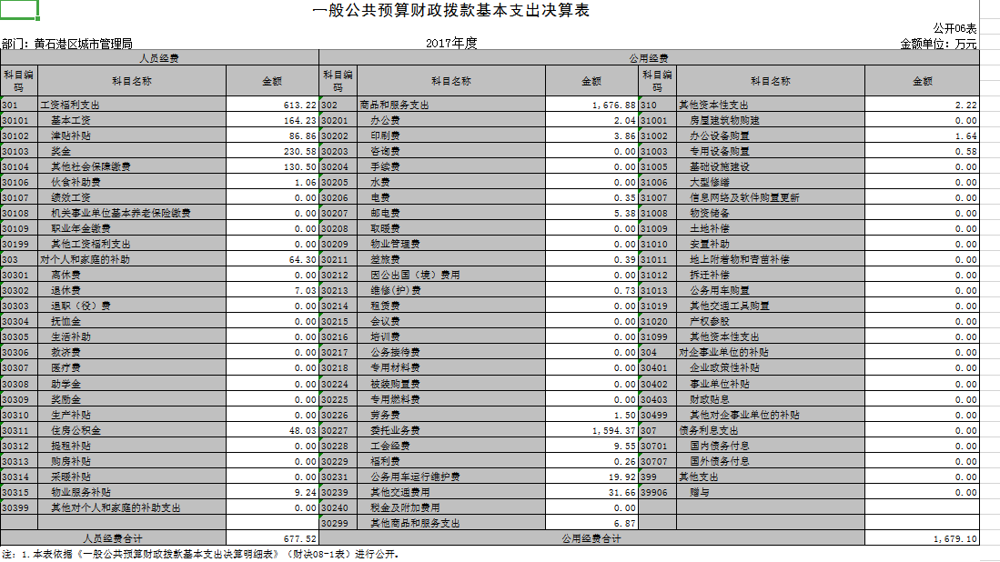 一般公共预算财政拨款基本支出决算表
公开06表
部门：黄石港区城市管理局 2017年度 金额单位：万元
人员经费 公用经费
科目编码 科目名称 金额 科目编码 科目名称 金额 科目编码 科目名称 金额
301 工资福利支出 613.22 302 商品和服务支出 1,676.88 310 其他资本性支出 2.22
30101 基本工资 164.23 30201 办公费 2.04 31001 房屋建筑物购建 0.00
30102 津贴补贴 86.86 30202 印刷费 3.86 31002 办公设备购置 1.64
30103 奖金 230.58 30203 咨询费 0.00 31003 专用设备购置 0.58
30104 其他社会保障缴费 130.50 30204 手续费 0.00 31005 基础设施建设 0.00
30106 伙食补助费 1.06 30205 水费 0.00 31006 大型修缮 0.00
30107 绩效工资 0.00 30206 电费 0.35 31007 信息网络及软件购置更新 0.00
30108 机关事业单位基本养老保险缴费 0.00 30207 邮电费 5.38 31008 物资储备 0.00
30109 职业年金缴费 0.00 30208 取暖费 0.00 31009 土地补偿 0.00
30199 其他工资福利支出 0.00 30209 物业管理费 0.00 31010 安置补助 0.00
303 对个人和家庭的补助 64.30 30211 差旅费 0.39 31011 地上附着物和青苗补偿 0.00
30301 离休费 0.00 30212 因公出国（境）费用 0.00 31012 拆迁补偿 0.00
30302 退休费 7.03 30213 维修(护)费 0.73 31013 公务用车购置 0.00
30303 退职（役）费 0.00 30214 租赁费 0.00 31019 其他交通工具购置 0.00
30304 抚恤金 0.00 30215 会议费 0.00 31020 产权参股 0.00
30305 生活补助 0.00 30216 培训费 0.00 31099 其他资本性支出 0.00
30306 救济费 0.00 30217 公务接待费 0.00 304 对企事业单位的补贴 0.00
30307 医疗费 0.00 30218 专用材料费 0.00 30401 企业政策性补贴 0.00
30308 助学金 0.00 30224 被装购置费 0.00 30402 事业单位补贴 0.00
30309 奖励金 0.00 30225 专用燃料费 0.00 30403 财政贴息 0.00
30310 生产补贴 0.00 30226 劳务费 1.50 30499 其他对企事业单位的补贴 0.00
30311 住房公积金 48.03 30227 委托业务费 1,594.37 307 债务利息支出 0.00
30312 提租补贴 0.00 30228 工会经费 9.55 30701 国内债务付息 0.00
30313 购房补贴 0.00 30229 福利费 0.26 30707 国外债务付息 0.00
30314 采暖补贴 0.00 30231 公务用车运行维护费 19.92 399 其他支出 0.00
30315 物业服务补贴 9.24 30239 其他交通费用 31.66 39906 赠与 0.00
30399 其他对个人和家庭的补助支出 0.00 30240 税金及附加费用 0.00
30299 其他商品和服务支出 6.87
人员经费合计 677.52 公用经费合计 1,679.10
注：1.本表依据《一般公共预算财政拨款基本支出决算明细表》（财决08-1表）进行公开。